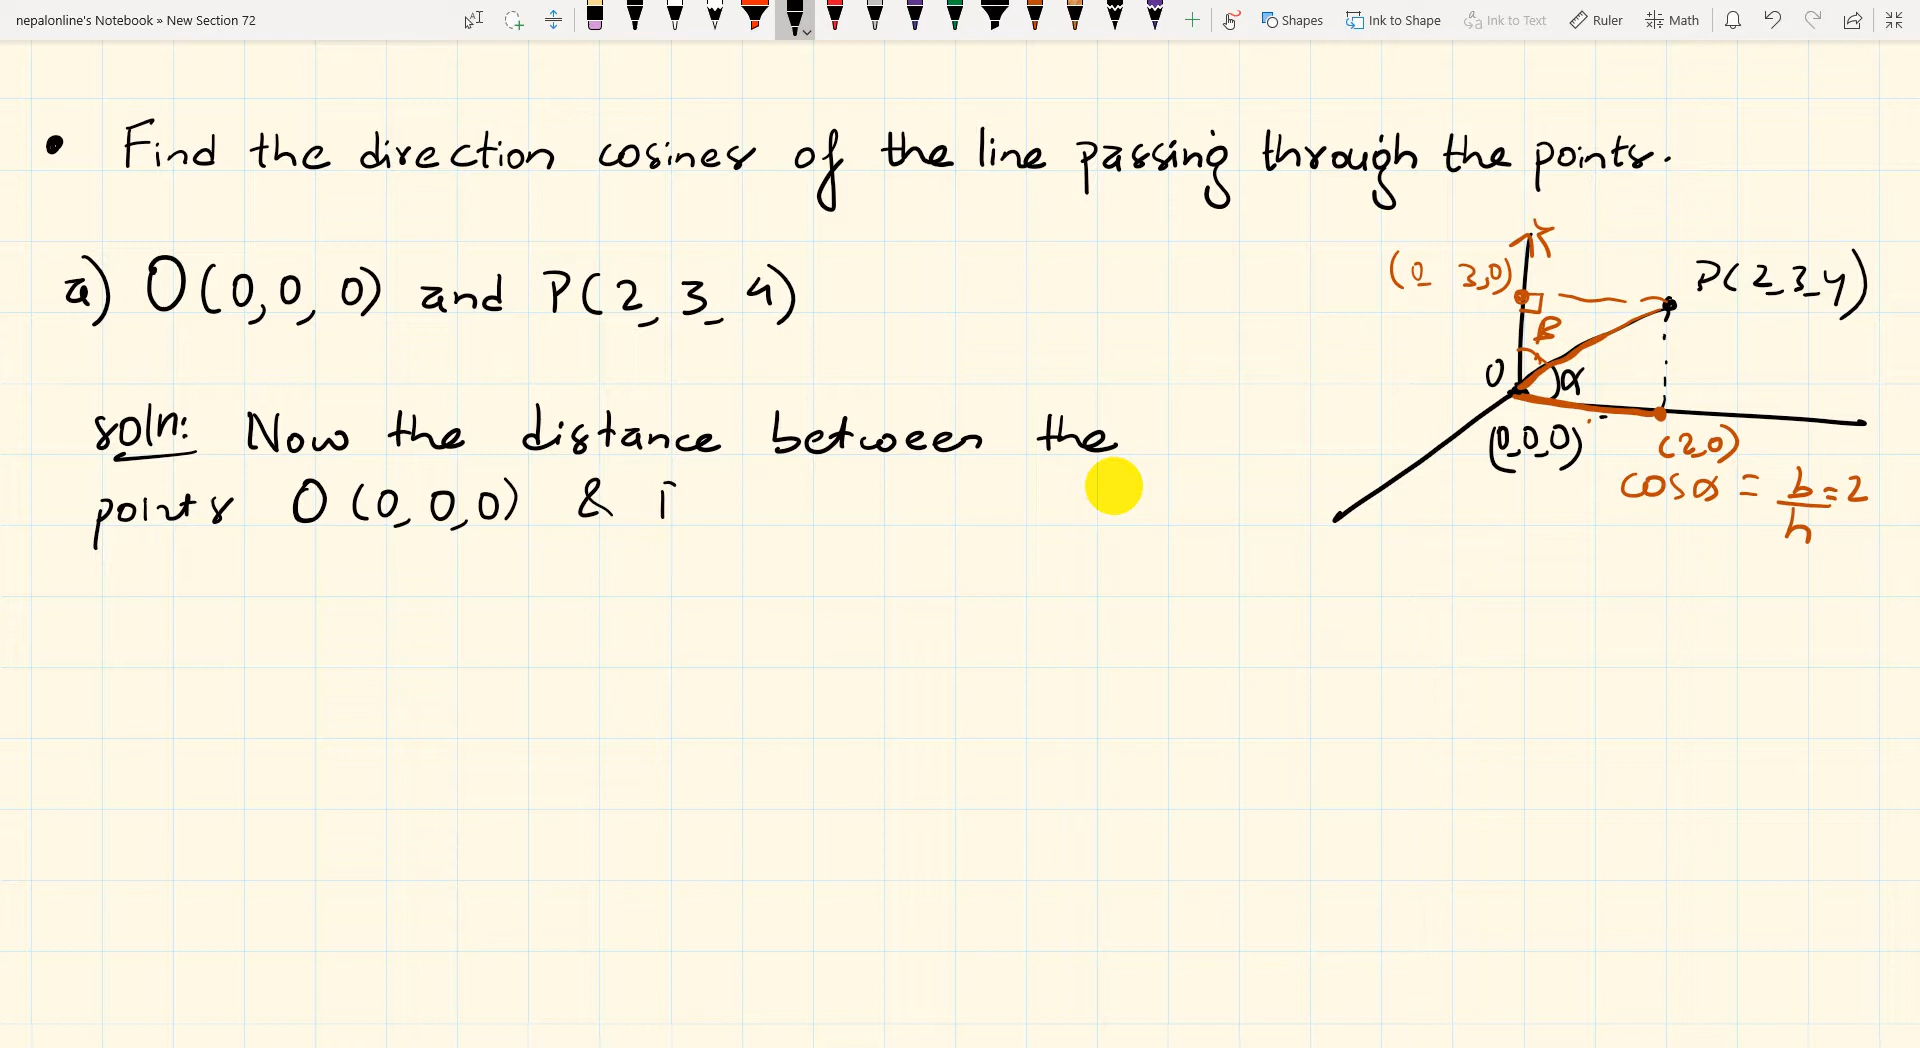 nepalonline's Notebook » New Section 72
Shapes
Ink to Shape
Ink to Text
Ruler
Math
• Find the direction cosines of the line passing through the points.
a) O(0, 0, 0) and P(2, 3, 4)
soln: Now the distance between the
points O (0, 0, 0) &
Y
(0, 3, 0)
P(2, 3, 4)
β
O
α
(0, 0, 0)
(2, 0)
cosα = b/h = 2